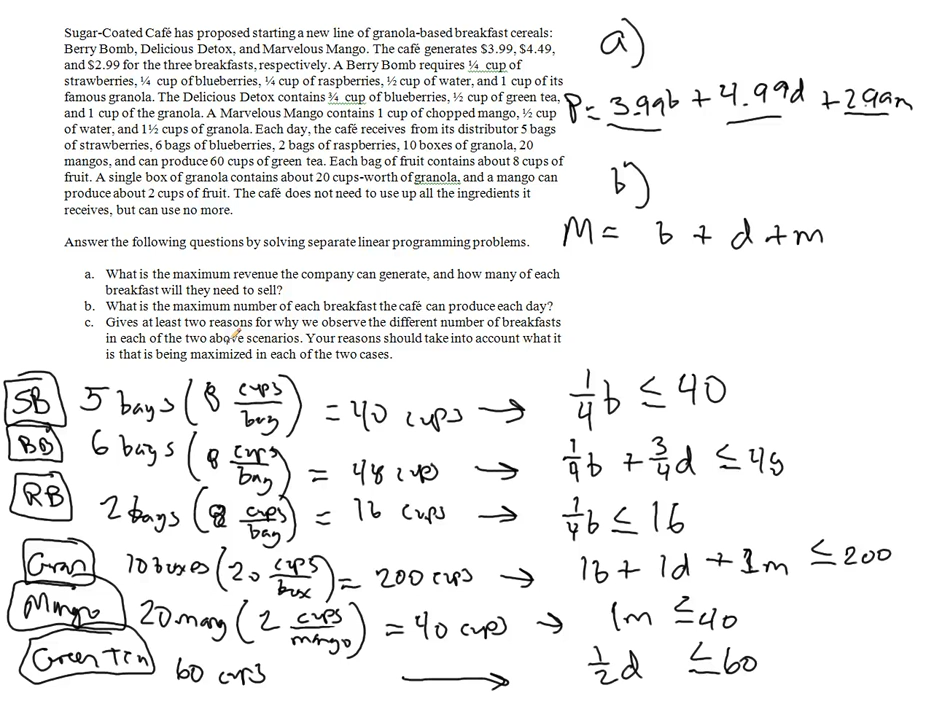 Sugar-Coated Café has proposed starting a new line of granola-based breakfast cereals:
Berry Bomb, Delicious Detox, and Marvelous Mango. The café generates $3.99, $4.49,
and $2.99 for the three breakfasts, respectively. A Berry Bomb requires ¼ cup of
strawberries, ¼ cup of blueberries, ¼ cup of raspberries, ½ cup of water, and 1 cup of its
famous granola. The Delicious Detox contains ¾ cup of blueberries, ½ cup of green tea,
and 1 cup of the granola. A Marvelous Mango contains 1 cup of chopped mango, ½ cup
of water, and 1½ cups of granola. Each day, the café receives from its distributor 5 bags
of strawberries, 6 bags of blueberries, 2 bags of raspberries, 10 boxes of granola, 20
mangos, and can produce 60 cups of green tea. Each bag of fruit contains about 8 cups of
fruit. A single box of granola contains about 20 cups-worth of granola, and a mango can
produce about 2 cups of fruit. The café does not need to use up all the ingredients it
receives, but can use no more.
Answer the following questions by solving separate linear programming problems.
a. What is the maximum revenue the company can generate, and how many of each
breakfast will they need to sell?
b. What is the maximum number of each breakfast the café can produce each day?
c. Gives at least two reasons for why we observe the different number of breakfasts
in each of the two above scenarios. Your reasons should take into account what it
is that is being maximized in each of the two cases.
a)
P = 3.99b + 4.99d + 2.99m
b)
M = b + d + m
SB 5 bags (8 cups/bag) = 40 cups → 1/4 b ≤ 40
BB 6 bags (8 cups/bag) = 48 cups → 1/4 b + 3/4 d ≤ 48
RB 2 bags (8 cups/bag) = 16 cups → 1/4 b ≤ 16
Gran 10 boxes (20 cups/box) = 200 cups → 1b + 1d + 1m ≤ 200
Mango 20 mang (2 cups/mango) = 40 cups → 1m ≤ 40
Green Tea 60 cups → 1/2 d ≤ 60